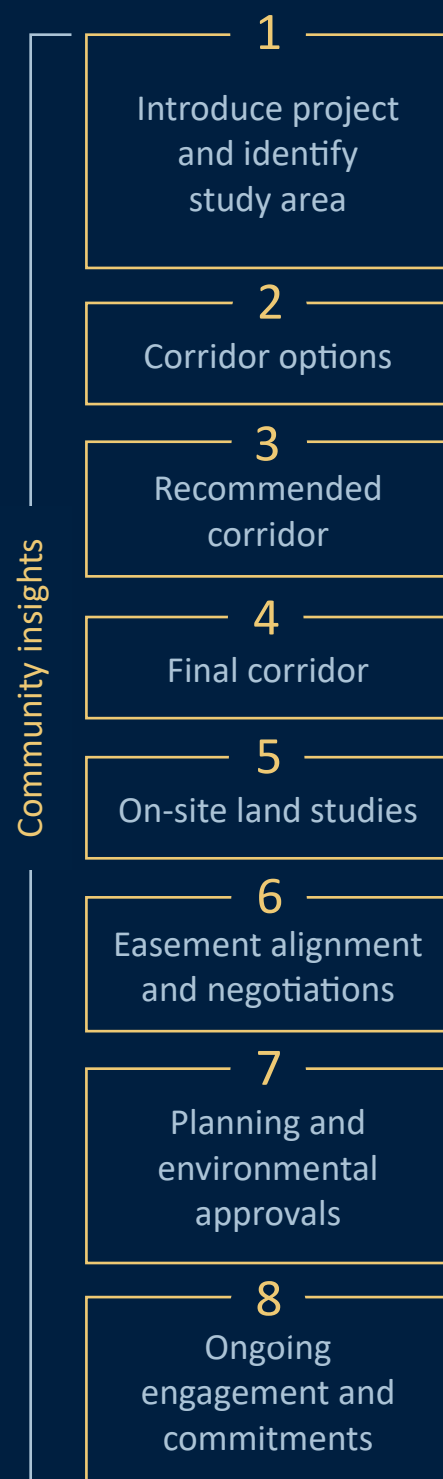 Community insights
1
Introduce project
and identify
study area
2
Corridor options
3
Recommended
corridor
4
Final corridor
5
On-site land studies
6
Easement alignment
and negotiations
7
Planning and
environmental
approvals
8
Ongoing
engagement and
commitments